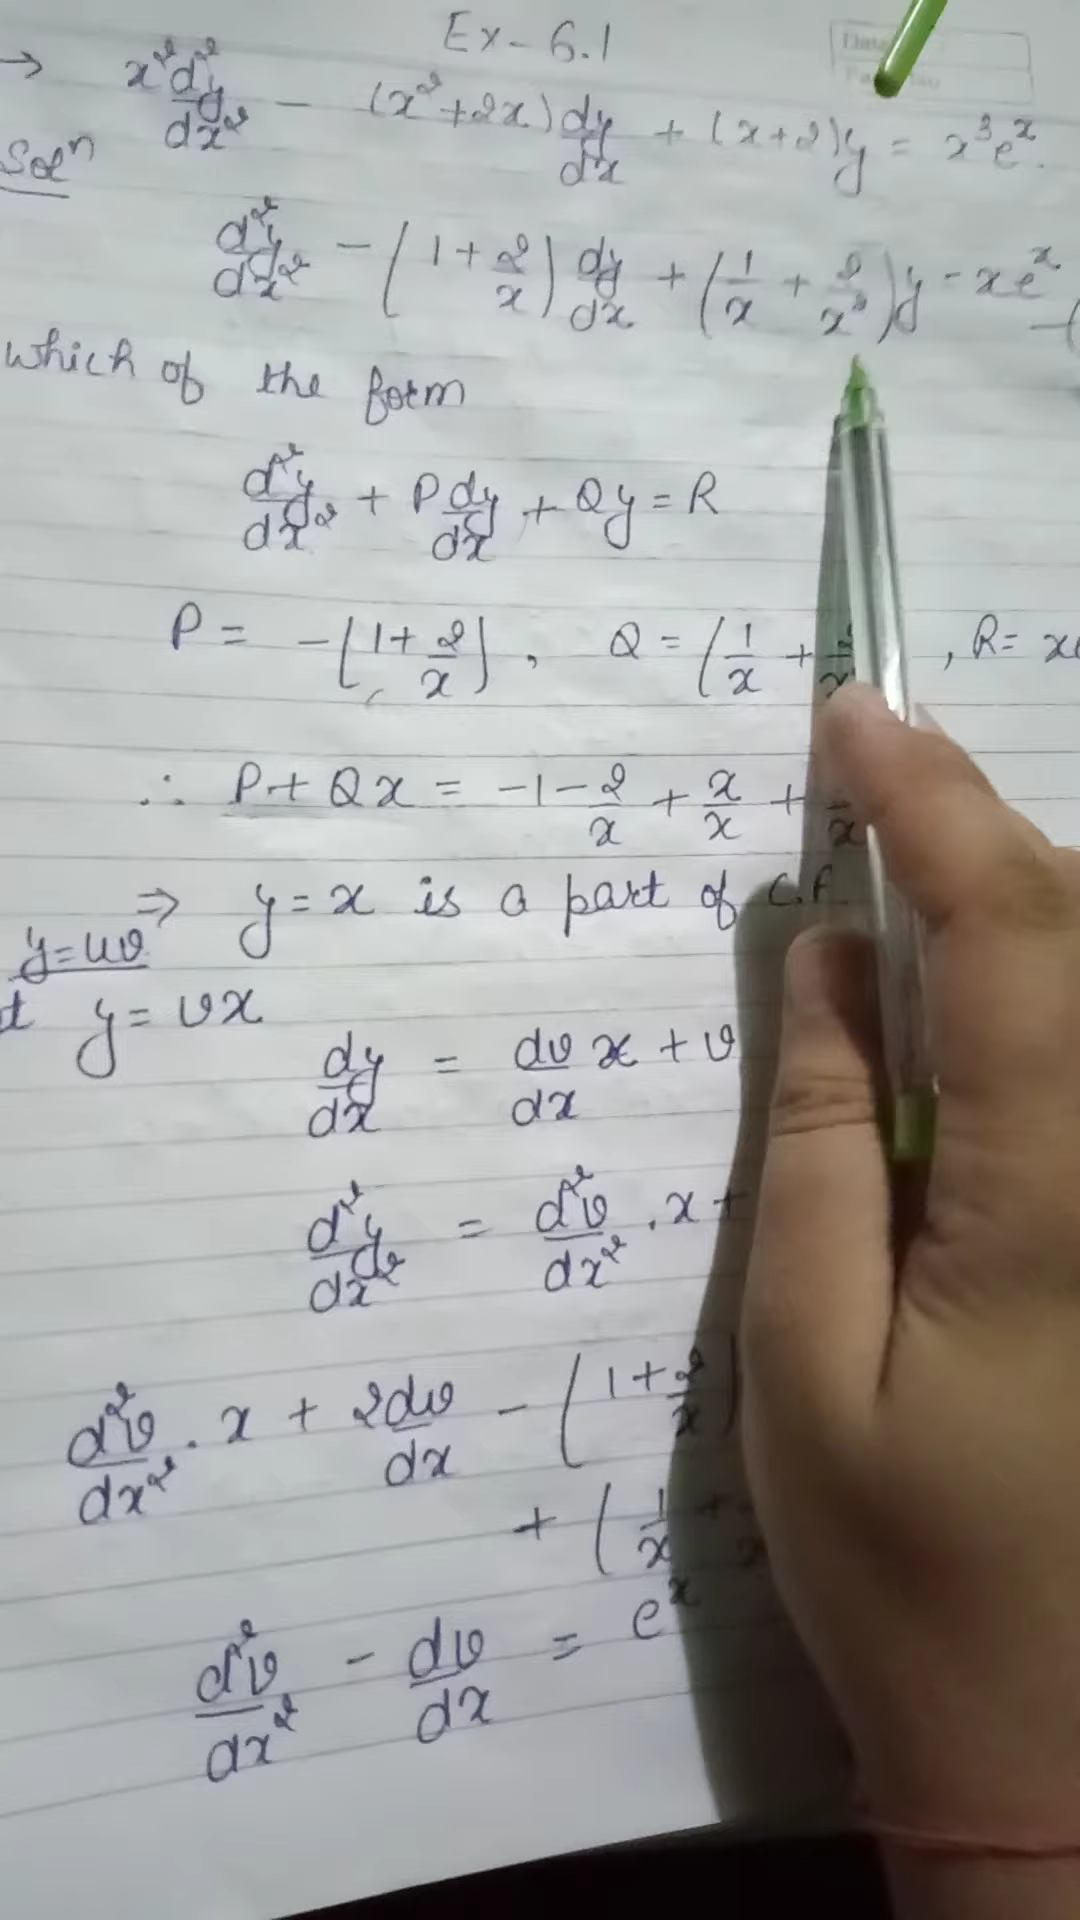 Ex-6.1
→ x²d²y/dx² - (x²+2x)dy/dx + (x+2)y = x³eˣ.
Solⁿ
d²y/dx² - (1+2/x)dy/dx + (1/x + 2/x²)y = xeˣ —(
which of the form
d²y/dx² + Pdy/dx + Qy = R
P = -(1+2/x), Q = (1/x + , R= x
∴ P+Qx = -1-2/x + x/x +
⇒ y=x is a part of C.F.
y=uv
y=vx
dy/dx = dv/dx x + v
d²y/dx² = d²v/dx² . x +
d²v/dx² . x + 2dv/dx - (1+2/x)
+ (1/x +
d²v/dx² - dv/dx = eˣ